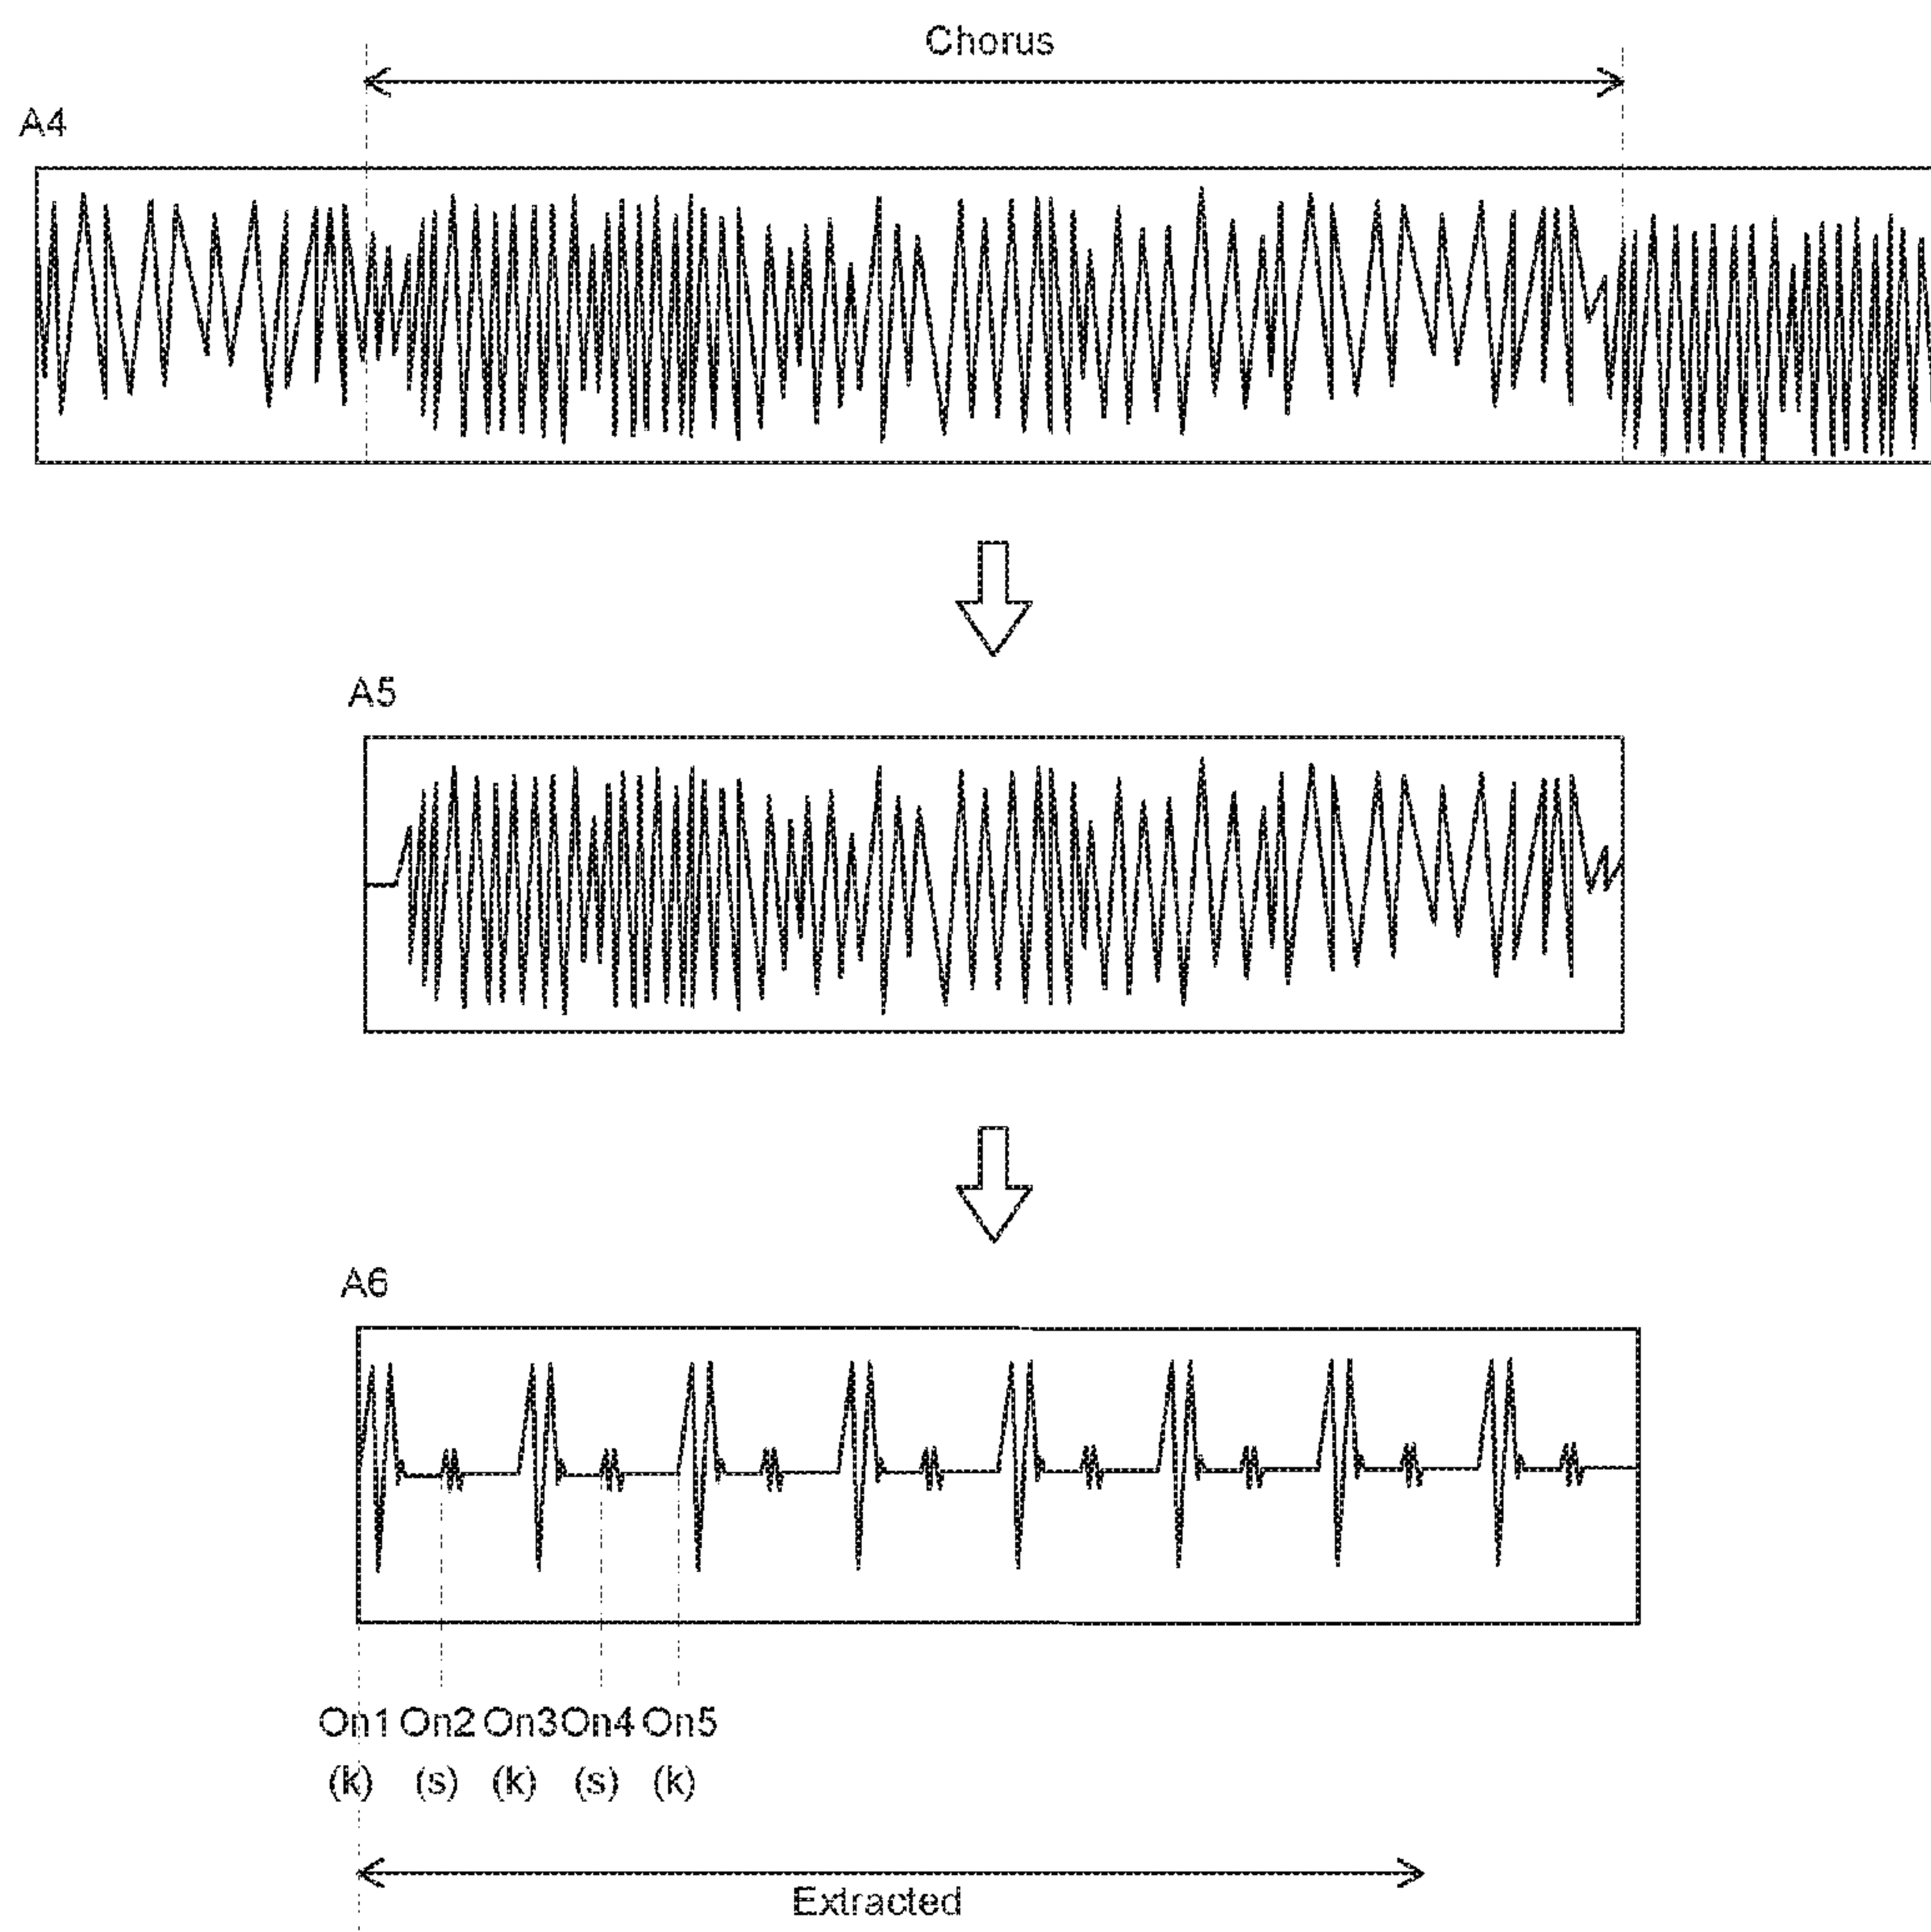 Chorus
A4
A5
A6
On1 On2 On3 On4 On5
(k) (s) (k) (s) (k)
Extracted